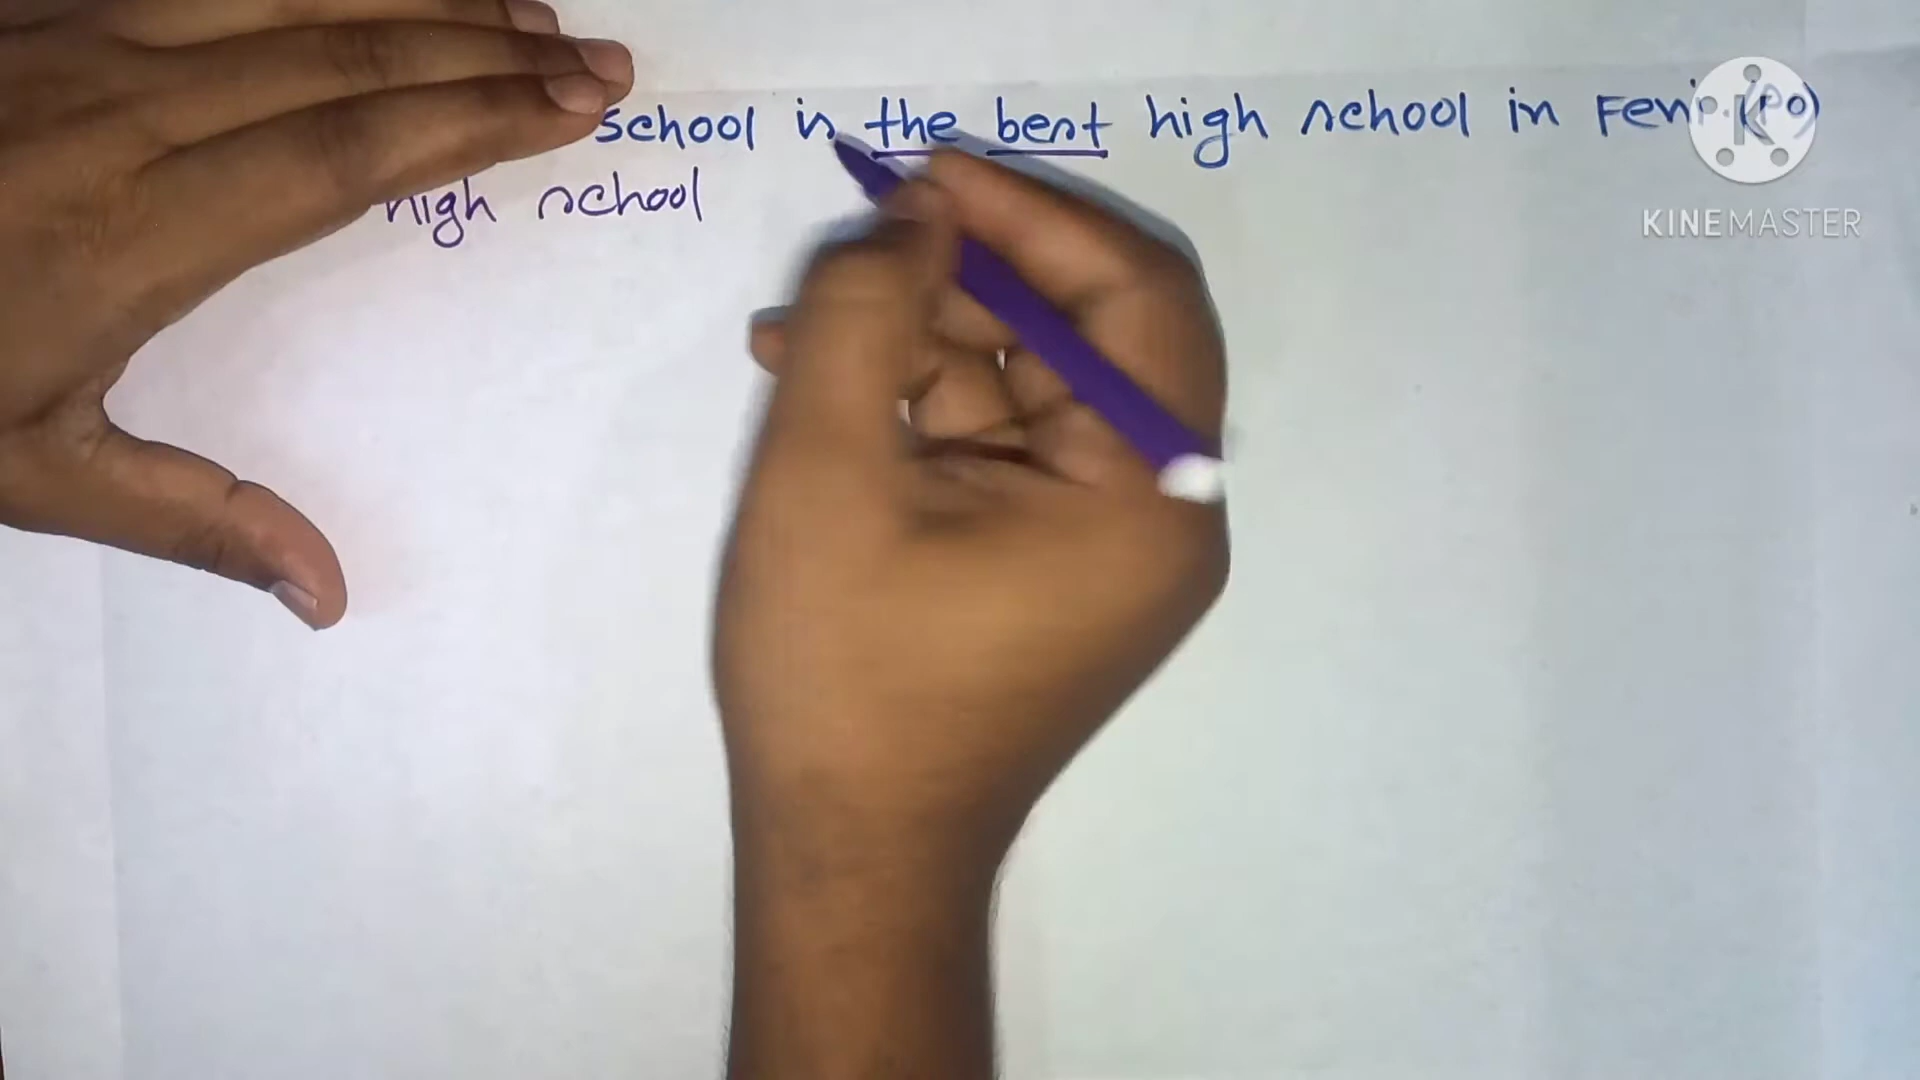 school is the best high school in Feni. (Po)
high school
KINEMASTER